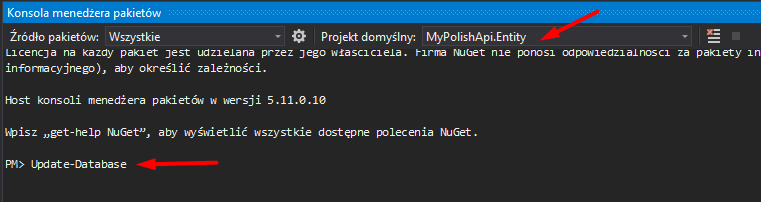 Konsola menedżera pakietów
Źródło pakietów: Wszystkie Projekt domyślny: MyPolishApi.Entity
Licencja na każdy pakiet jest udzielana przez jego właściciela. Firma NuGet nie ponosi odpowiedzialności za pakiety in
informacyjnego), aby określić zależności.
Host konsoli menedżera pakietów w wersji 5.11.0.10
Wpisz „get-help NuGet”, aby wyświetlić wszystkie dostępne polecenia NuGet.
PM> Update-Database